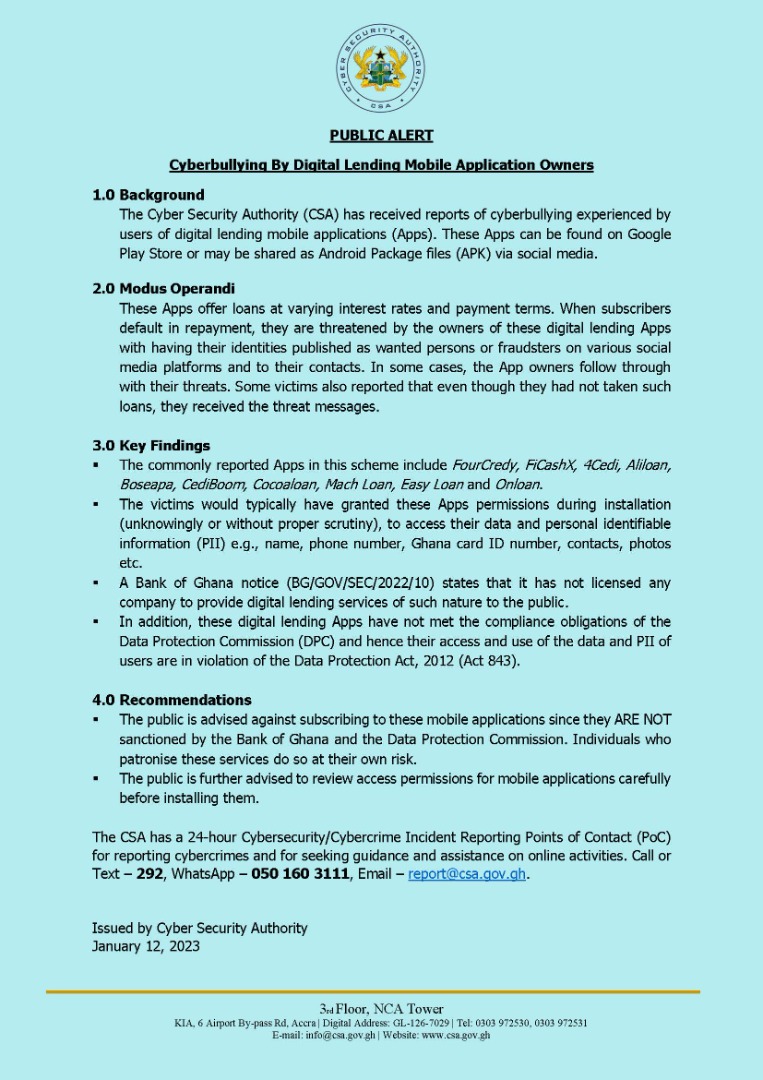 CYBER SECURITY AUTHORITY
CSA
PUBLIC ALERT
Cyberbullying By Digital Lending Mobile Application Owners
1.0 Background
The Cyber Security Authority (CSA) has received reports of cyberbullying experienced by
users of digital lending mobile applications (Apps). These Apps can be found on Google
Play Store or may be shared as Android Package files (APK) via social media.
2.0 Modus Operandi
These Apps offer loans at varying interest rates and payment terms. When subscribers
default in repayment, they are threatened by the owners of these digital lending Apps
with having their identities published as wanted persons or fraudsters on various social
media platforms and to their contacts. In some cases, the App owners follow through
with their threats. Some victims also reported that even though they had not taken such
loans, they received the threat messages.
3.0 Key Findings
▪ The commonly reported Apps in this scheme include FourCredy, FiCashX, 4Cedi, Aliloan,
Boseapa, CediBoom, Cocoaloan, Mach Loan, Easy Loan and Onloan.
▪ The victims would typically have granted these Apps permissions during installation
(unknowingly or without proper scrutiny), to access their data and personal identifiable
information (PII) e.g., name, phone number, Ghana card ID number, contacts, photos
etc.
▪ A Bank of Ghana notice (BG/GOV/SEC/2022/10) states that it has not licensed any
company to provide digital lending services of such nature to the public.
▪ In addition, these digital lending Apps have not met the compliance obligations of the
Data Protection Commission (DPC) and hence their access and use of the data and PII of
users are in violation of the Data Protection Act, 2012 (Act 843).
4.0 Recommendations
▪ The public is advised against subscribing to these mobile applications since they ARE NOT
sanctioned by the Bank of Ghana and the Data Protection Commission. Individuals who
patronise these services do so at their own risk.
▪ The public is further advised to review access permissions for mobile applications carefully
before installing them.
The CSA has a 24-hour Cybersecurity/Cybercrime Incident Reporting Points of Contact (PoC)
for reporting cybercrimes and for seeking guidance and assistance on online activities. Call or
Text – 292, WhatsApp – 050 160 3111, Email – report@csa.gov.gh.
Issued by Cyber Security Authority
January 12, 2023
3rd Floor, NCA Tower
KIA, 6 Airport By-pass Rd, Accra | Digital Address: GL-126-7029 | Tel: 0303 972530, 0303 972531
E-mail: info@csa.gov.gh | Website: www.csa.gov.gh